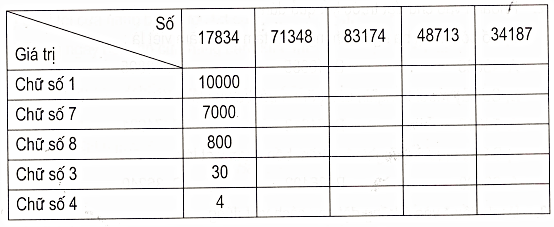 Số
Giá trị
17834 71348 83174 48713 34187
Chữ số 1 10000
Chữ số 7 7000
Chữ số 8 800
Chữ số 3 30
Chữ số 4 4